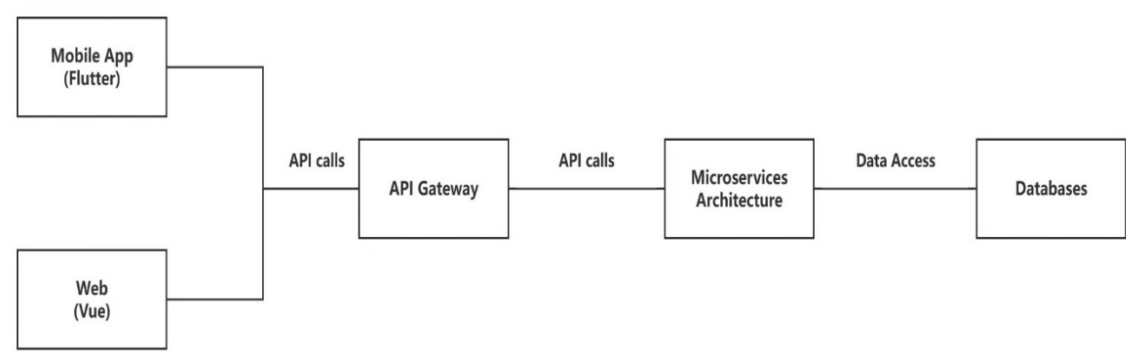 Mobile App
(Flutter)
API calls
API Gateway
API calls
Microservices
Architecture
Data Access
Databases
Web
(Vue)